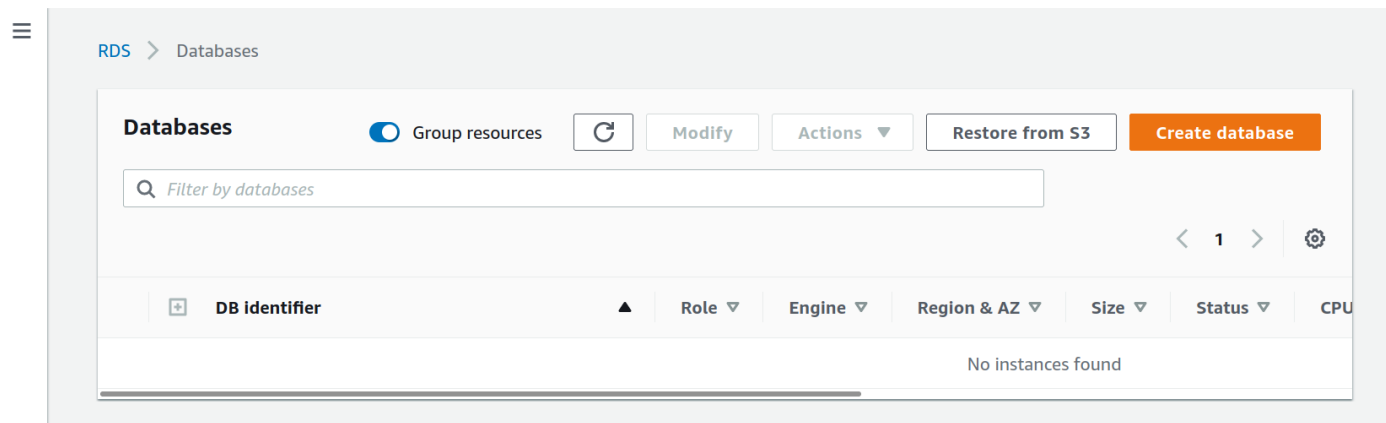 RDS > Databases
Databases Group resources Modify Actions Restore from S3 Create database
Filter by databases
1
DB identifier Role Engine Region & AZ Size Status CPU
No instances found